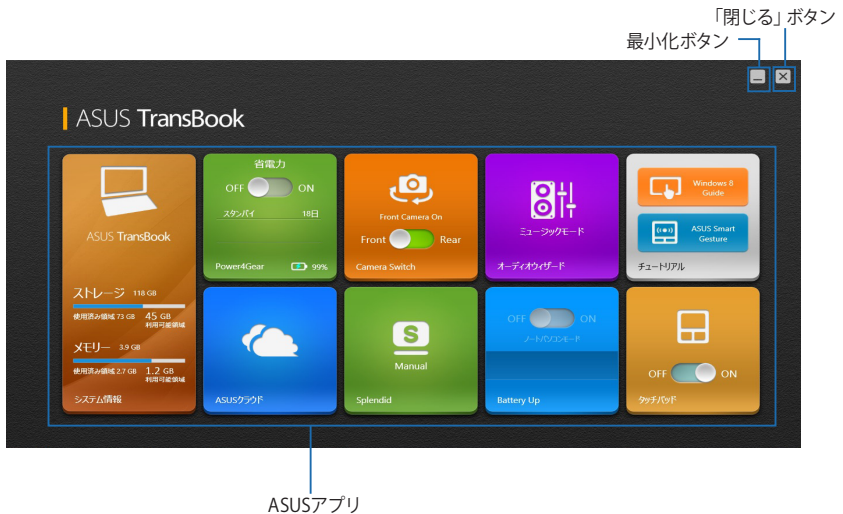 「閉じる」ボタン
最小化ボタン
ASUS TransBook
ASUS TransBook
ストレージ 118 GB
使用済み領域 73 GB 45 GB
利用可能領域
メモリー 3.9 GB
使用済み領域 2.7 GB 1.2 GB
利用可能領域
システム情報
省電力
OFF ON
スタンバイ 18日
Power4Gear 99%
Front Camera On
Front Rear
Camera Switch
ミュージックモード
オーディオウィザード
Windows 8
Guide
ASUS Smart
Gesture
チュートリアル
ASUSクラウド
S
Manual
Splendid
OFF ON
ノートパソコンモード
Battery Up
OFF ON
タッチパッド
ASUSアプリ